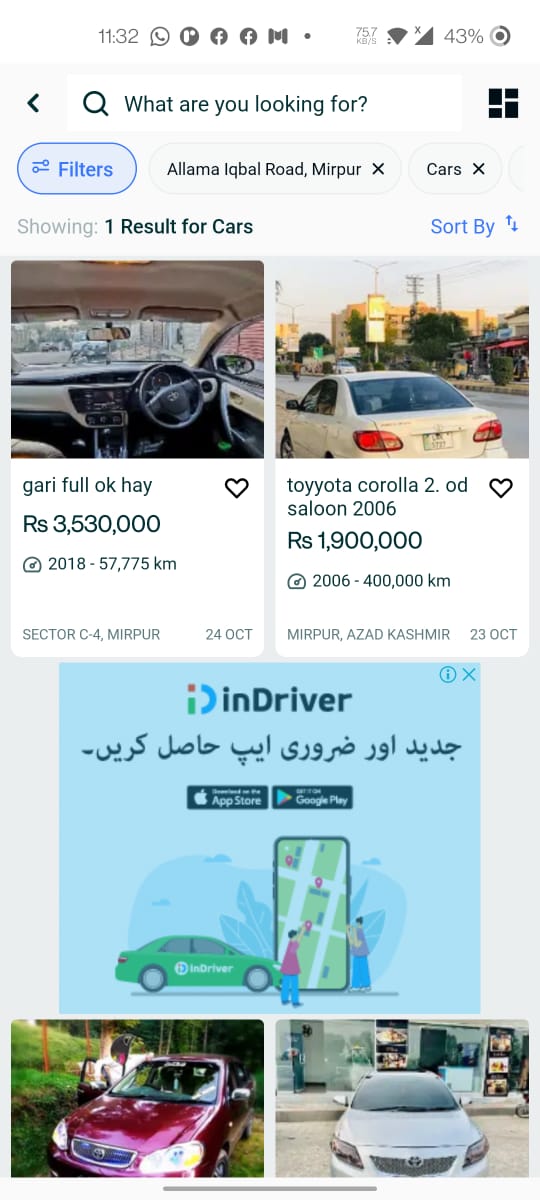 11:32
75.7
KB/S
43%
What are you looking for?
Filters
Allama Iqbal Road, Mirpur
Cars
Showing: 1 Result for Cars
Sort By
gari full ok hay
Rs 3,530,000
2018 - 57,775 km
SECTOR C-4, MIRPUR
24 OCT
toyyota corolla 2. od
saloon 2006
Rs 1,900,000
2006 - 400,000 km
MIRPUR, AZAD KASHMIR
23 OCT
inDriver
جدید اور ضروری ایپ حاصل کریں۔
Download on the
App Store
GET IT ON
Google Play
inDriver